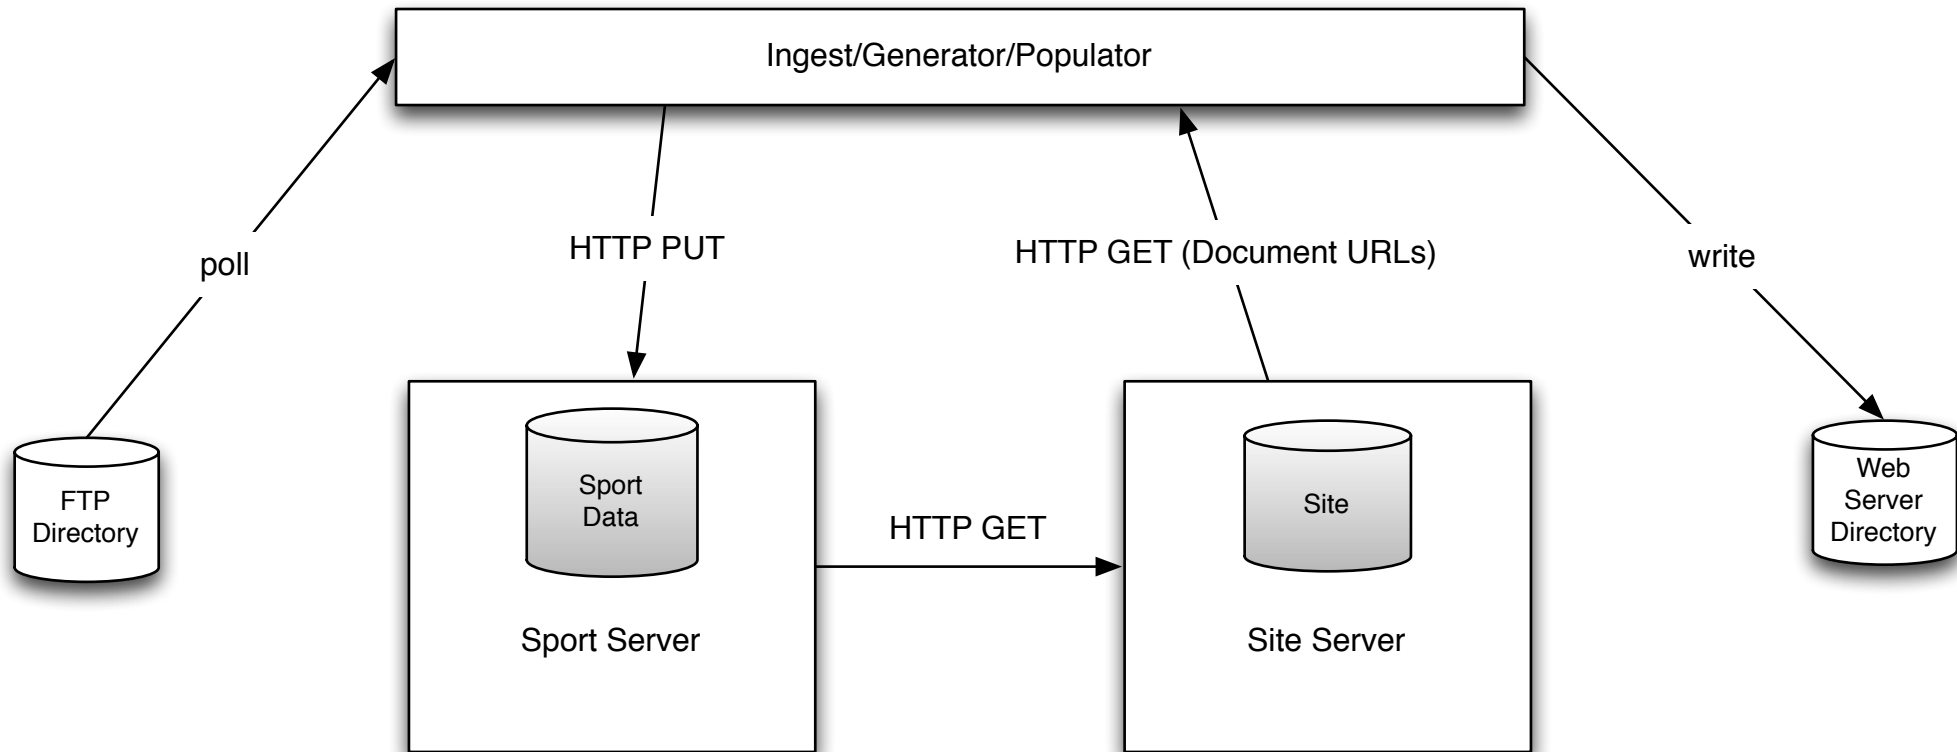 Ingest/Generator/Populator
poll
HTTP PUT
HTTP GET (Document URLs)
write
FTP
Directory
Sport
Data
HTTP GET
Site
Web
Server
Directory
Sport Server
Site Server